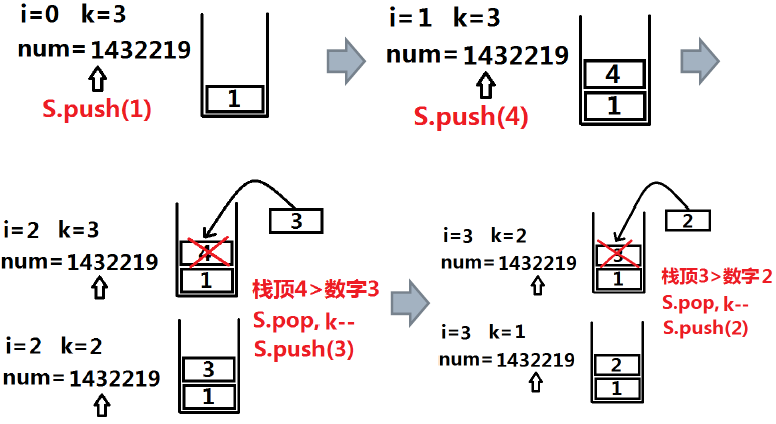 i=0 k=3
num=1432219
S.push(1)
1
i=1 k=3
num=1432219
S.push(4)
4
1
i=2 k=3
num=1432219
3
4
1
栈顶4>数字3
S.pop, k--
S.push(3)
i=2 k=2
num=1432219
3
1
i=3 k=2
num=1432219
2
3
1
栈顶3>数字2
S.pop, k--
S.push(2)
i=3 k=1
num=1432219
2
1